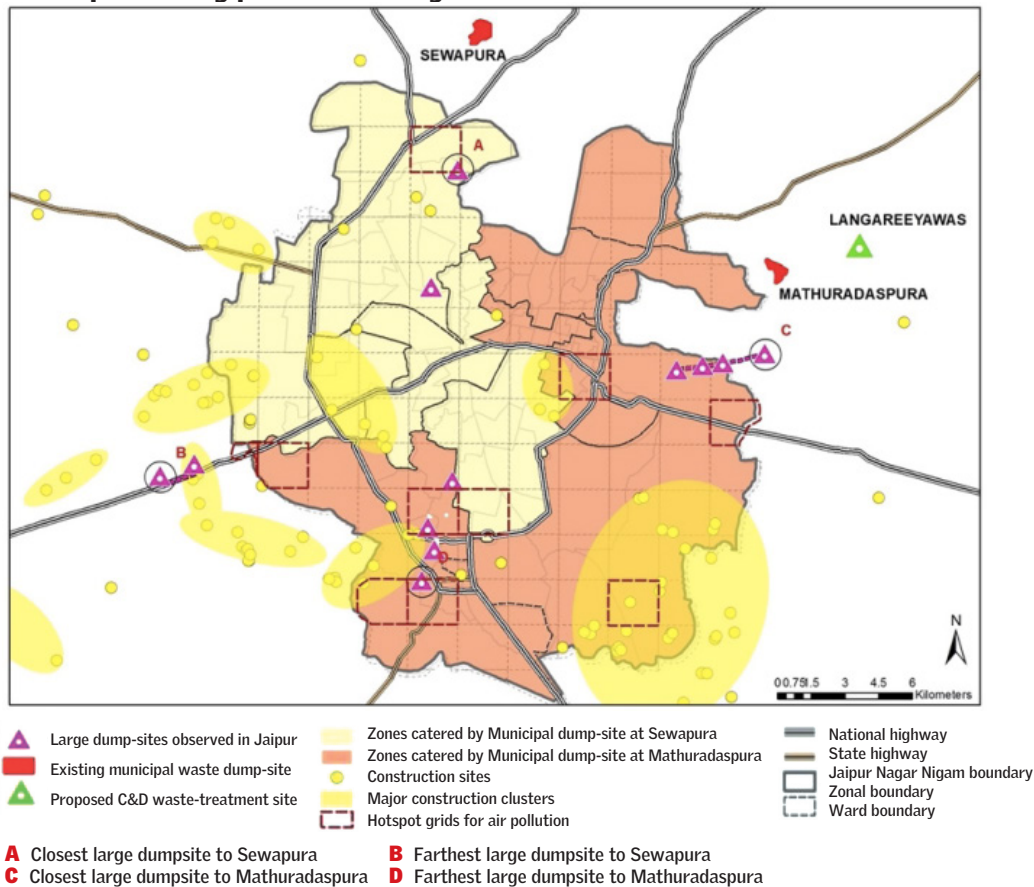 SEWAPURA
A
LANGAREEYAWAS
MATHURADASPURA
C
B
D
N
0 0.75 1.5 3 4.5 6
Kilometers
Large dump-sites observed in Jaipur
Existing municipal waste dump-site
Proposed C&D waste-treatment site
Zones catered by Municipal dump-site at Sewapura
Zones catered by Municipal dump-site at Mathuradaspura
Construction sites
Major construction clusters
Hotspot grids for air pollution
National highway
State highway
Jaipur Nagar Nigam boundary
Zonal boundary
Ward boundary
A Closest large dumpsite to Sewapura
B Farthest large dumpsite to Sewapura
C Closest large dumpsite to Mathuradaspura
D Farthest large dumpsite to Mathuradaspura